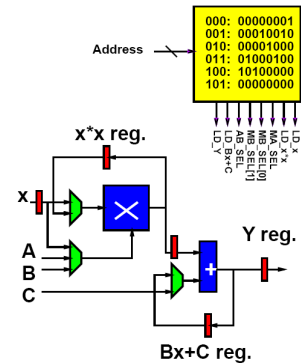 Address
000: 00000001
001: 00010010
010: 00001000
011: 01000100
100: 10100000
101: 00000000
LD_Y
LD_Bx+C
AB_SEL
MB_SEL[1]
MB_SEL[0]
MA_SEL
LD_x*x
LD_x
x*x reg.
x
A
B
C
Y reg.
+
Bx+C reg.